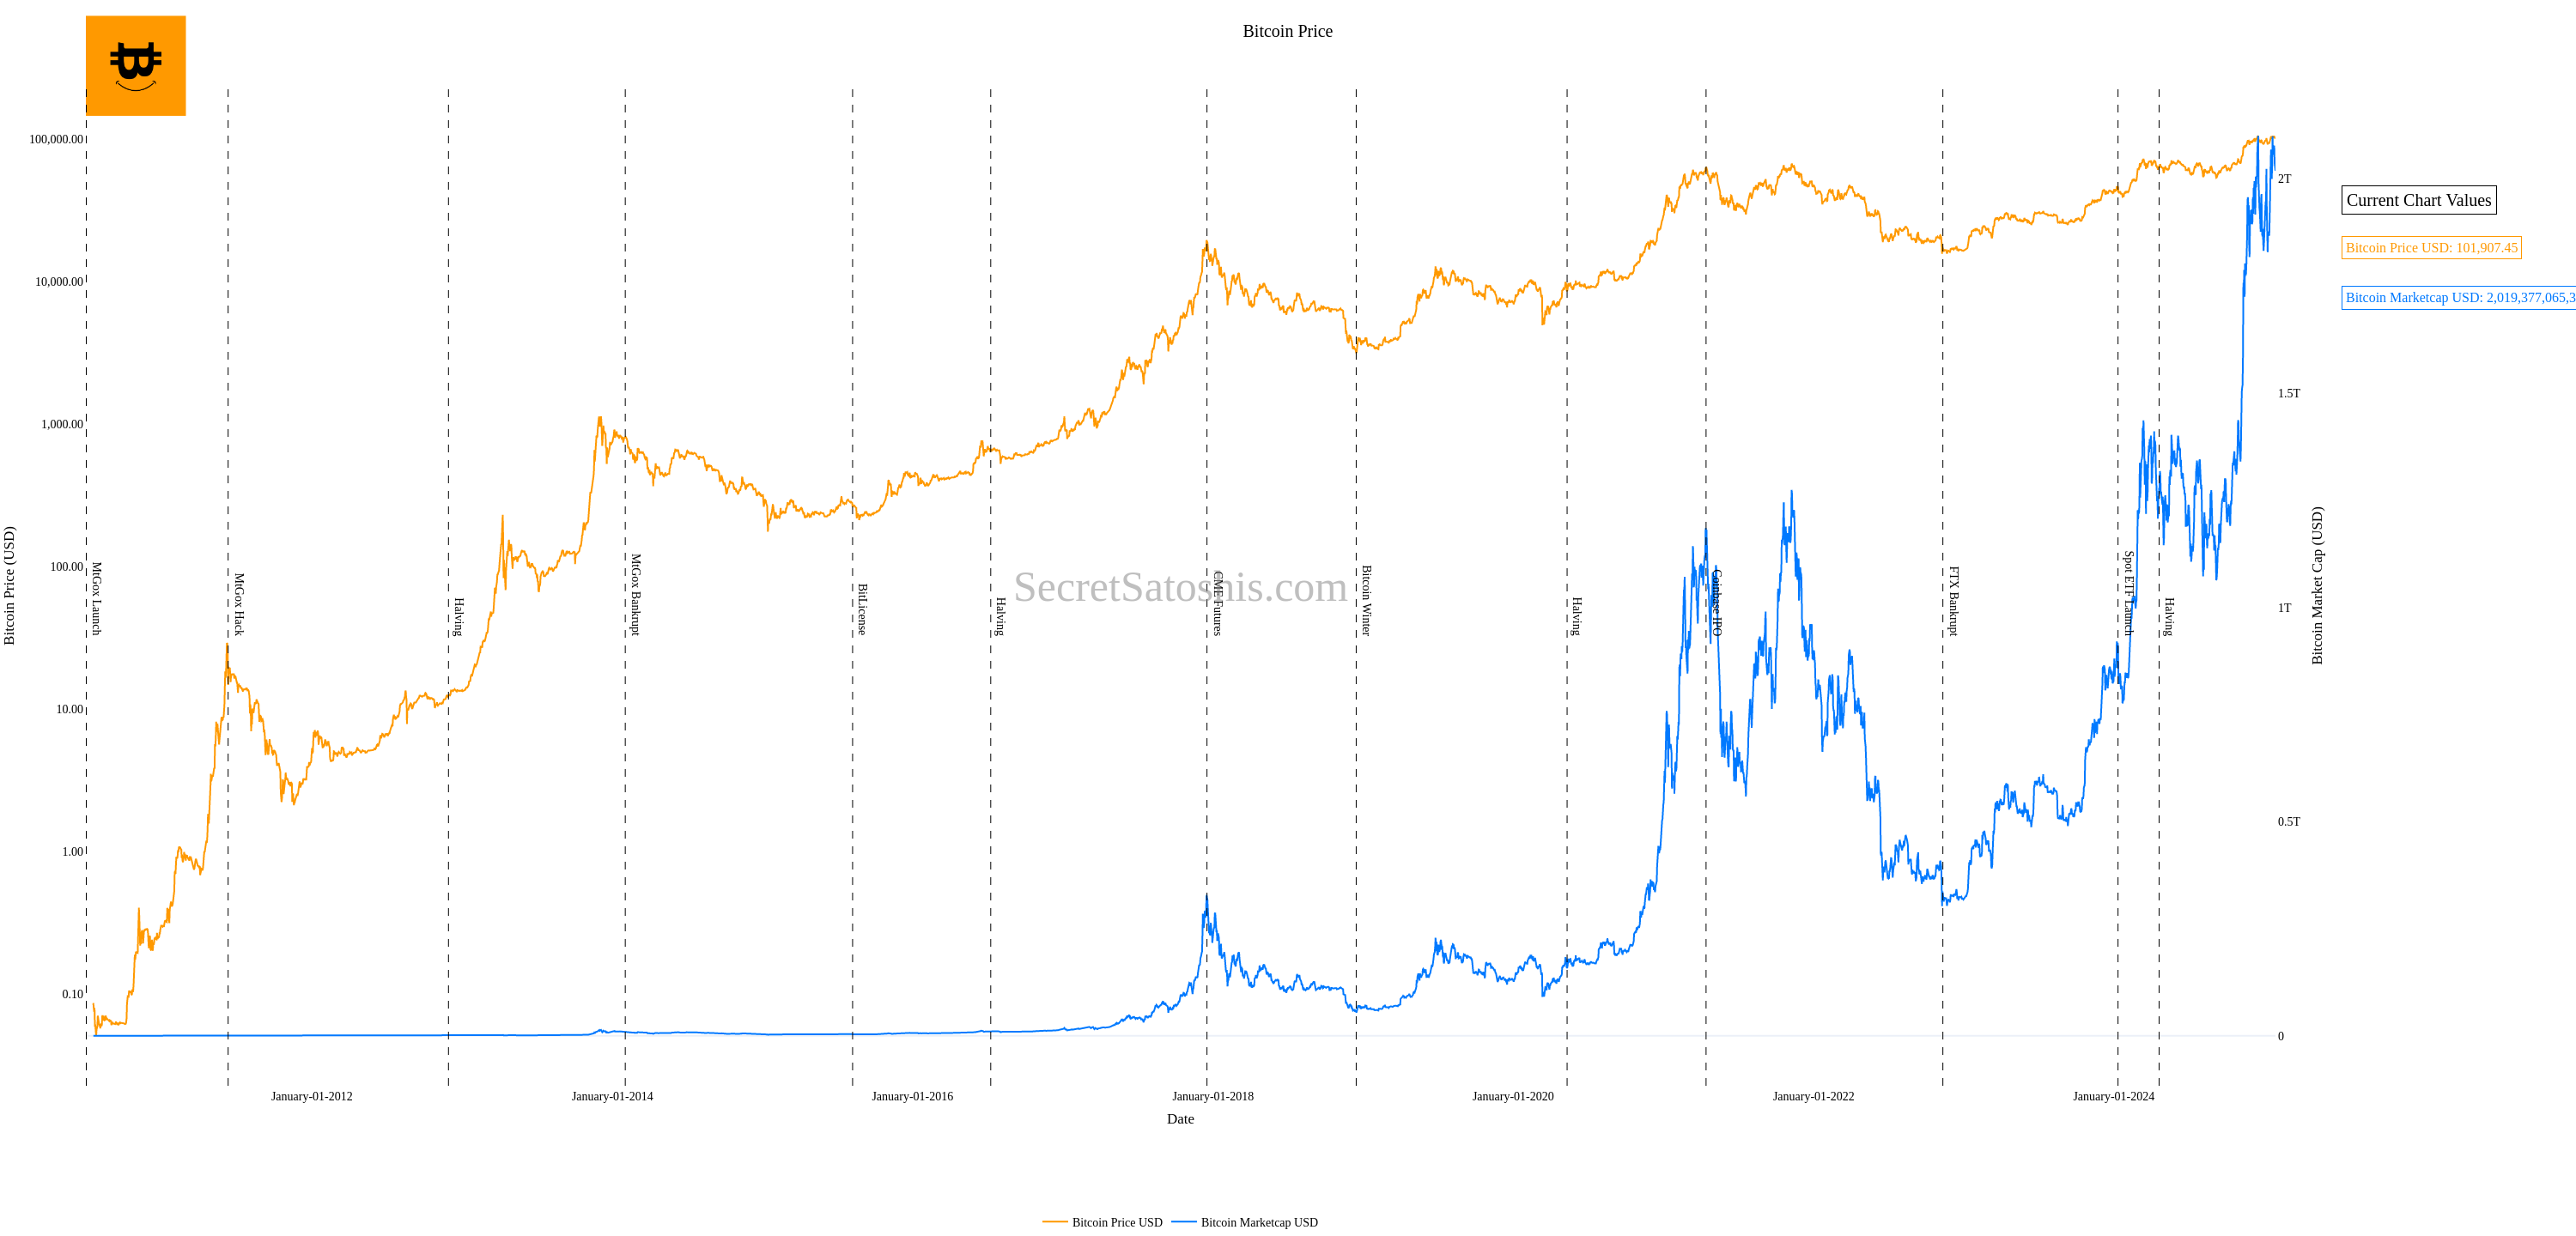 Bitcoin Price
100,000.00
10,000.00
1,000.00
100.00
10.00
1.00
0.10
Bitcoin Price (USD)
MtGox Launch
MtGox Hack
Halving
MtGox Bankrupt
BitLicense
Halving
CME Futures
Bitcoin Winter
Halving
Coinbase IPO
FTX Bankrupt
Spot ETF Launch
Halving
SecretSatoshis.com
2T
1.5T
1T
0.5T
0
Bitcoin Market Cap (USD)
Current Chart Values
Bitcoin Price USD: 101,907.45
Bitcoin Marketcap USD: 2,019,377,065,3
January-01-2012
January-01-2014
January-01-2016
January-01-2018
January-01-2020
January-01-2022
January-01-2024
Date
Bitcoin Price USD
Bitcoin Marketcap USD